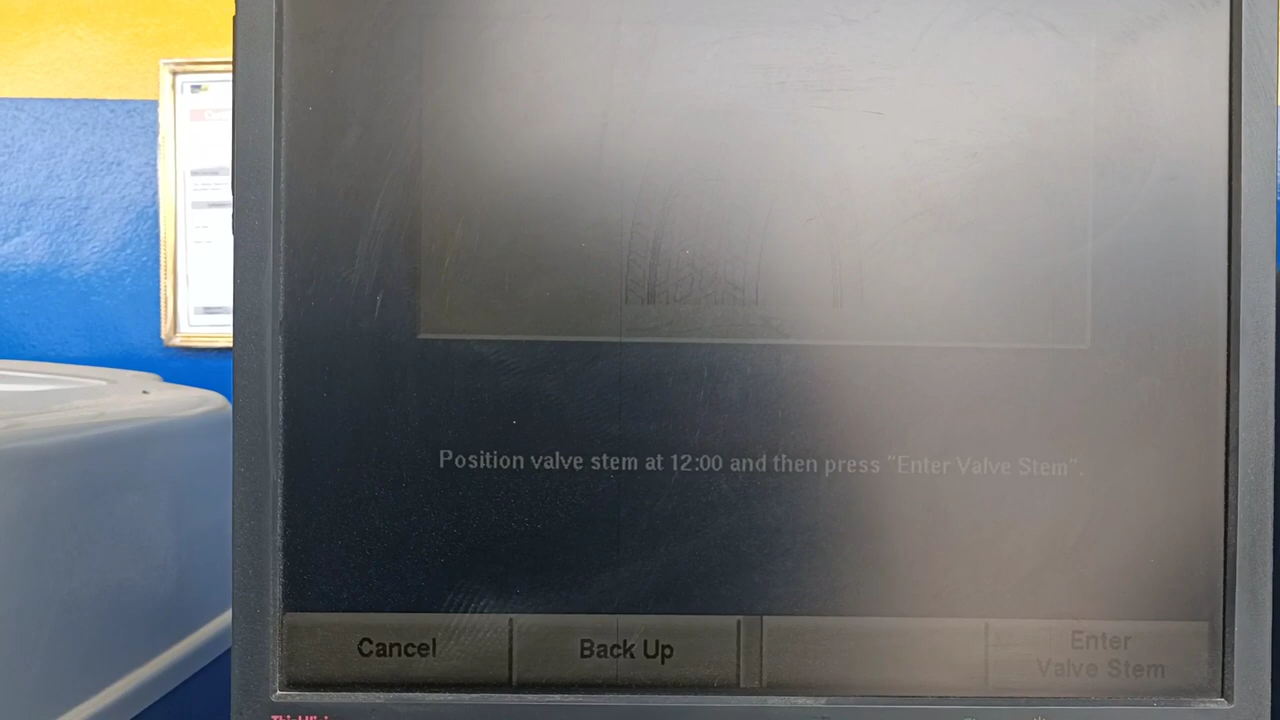 Position valve stem at 12:00 and then press "Enter Valve Stem".
Cancel
Back Up
Enter
Valve Stem